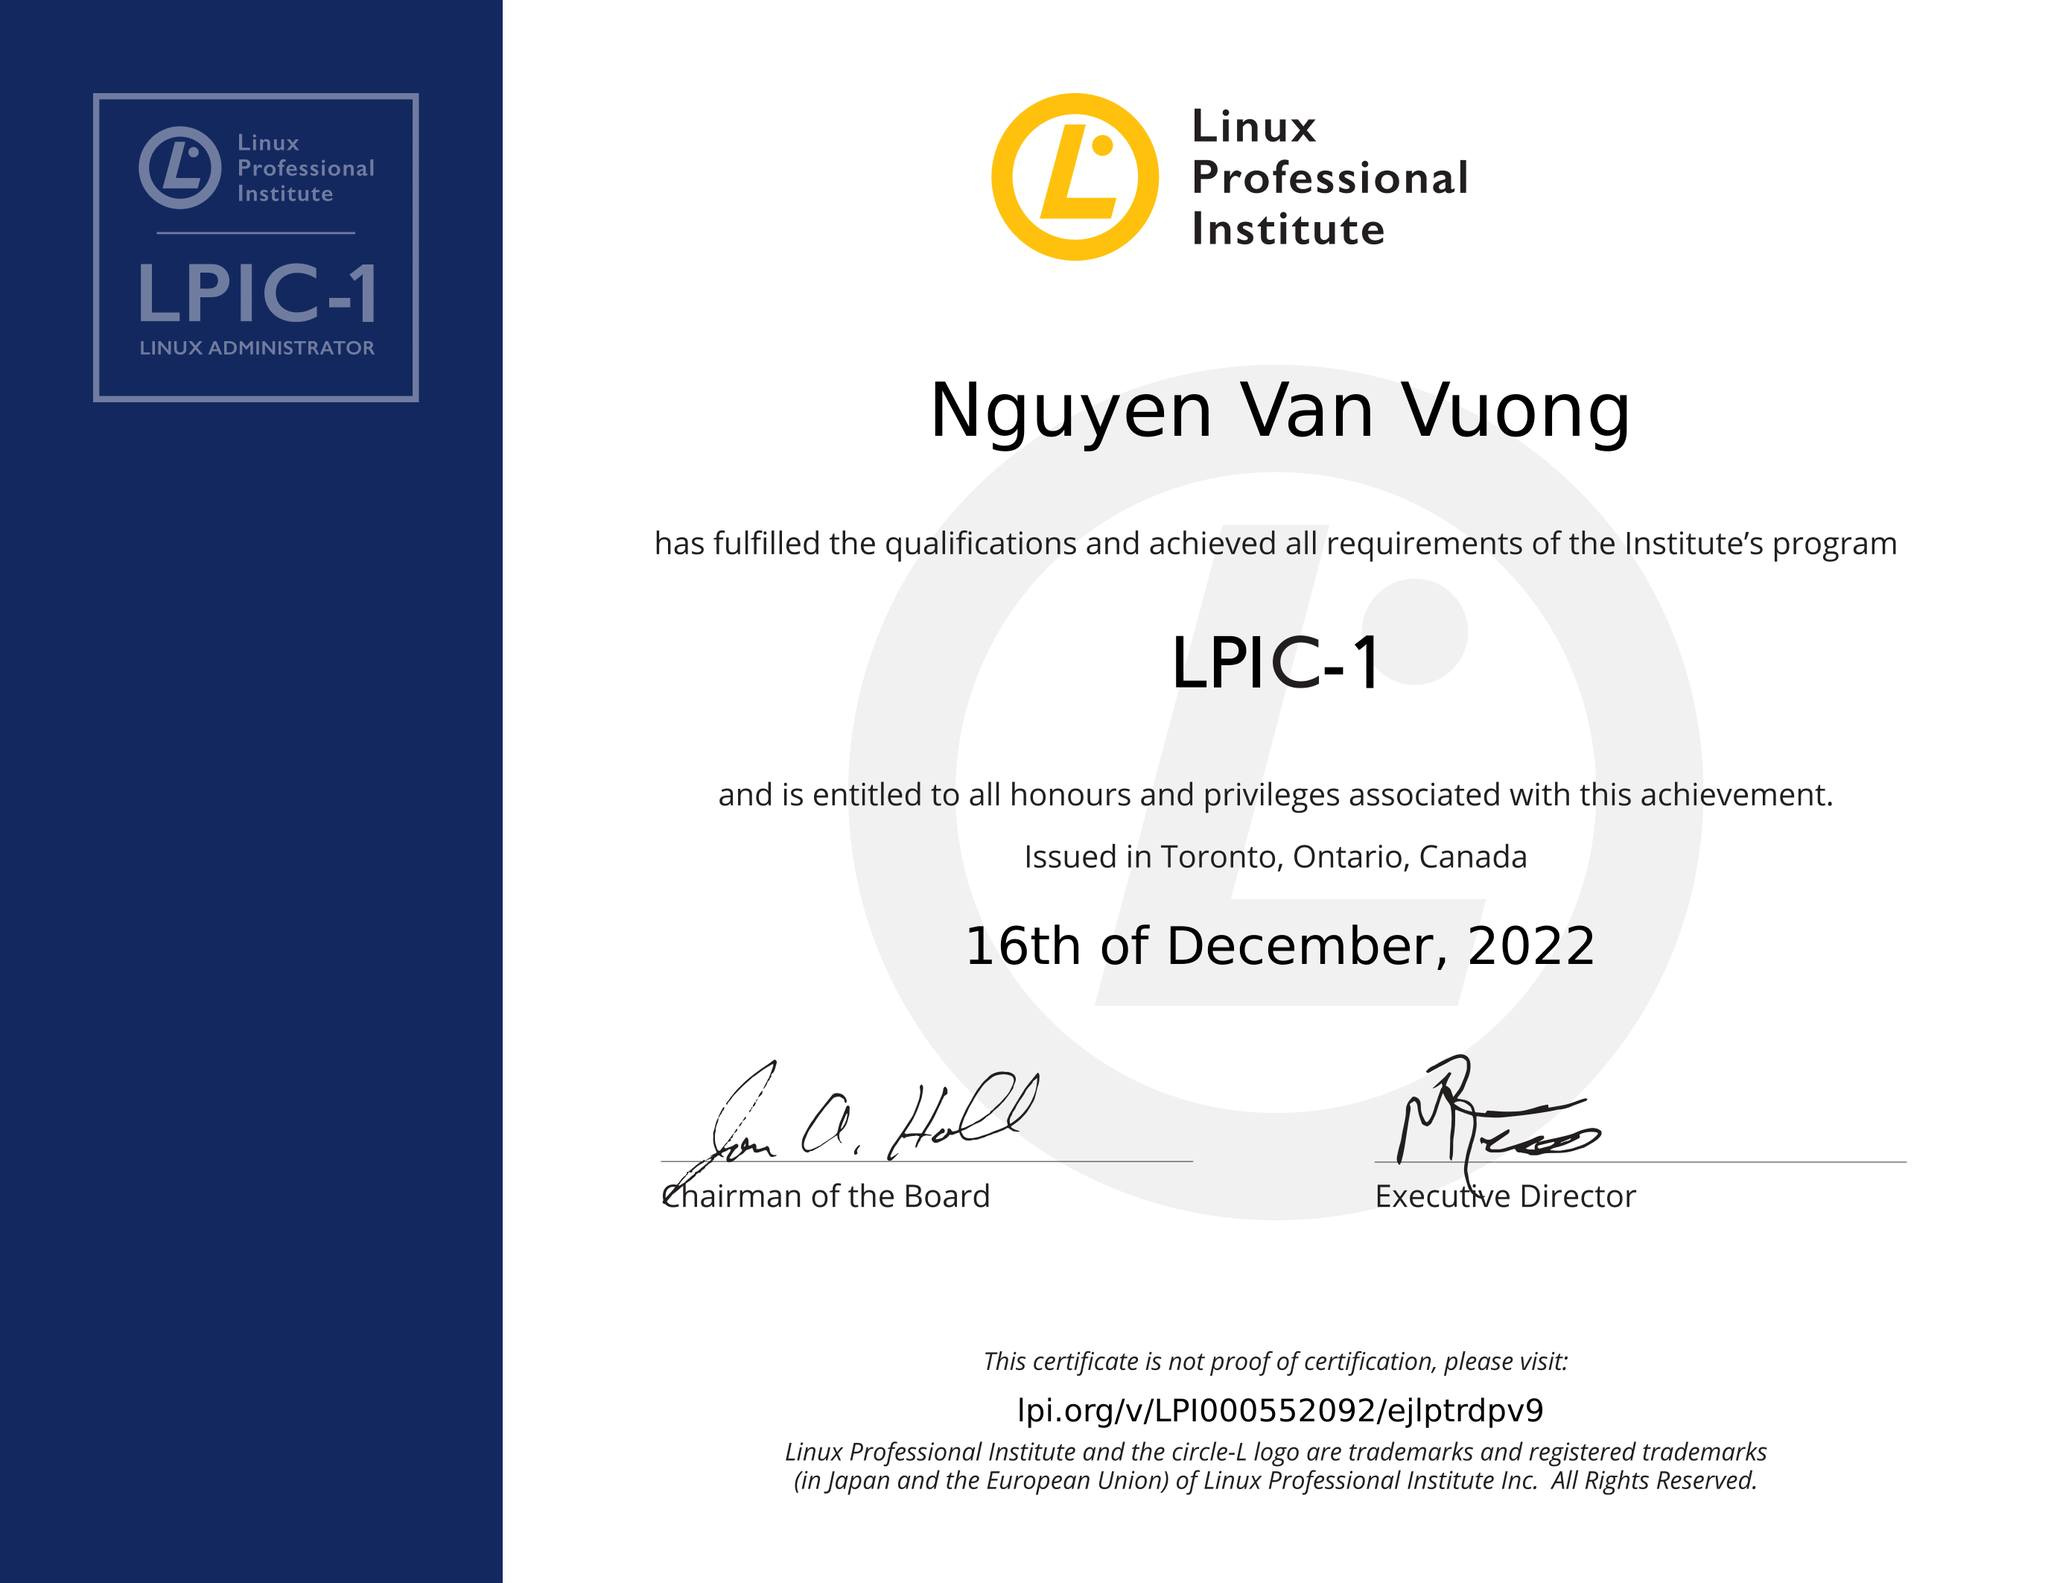 Linux
Professional
Institute
LPIC-1
LINUX ADMINISTRATOR
Linux
Professional
Institute
Nguyen Van Vuong
has fulfilled the qualifications and achieved all requirements of the Institute’s program
LPIC-1
and is entitled to all honours and privileges associated with this achievement.
Issued in Toronto, Ontario, Canada
16th of December, 2022
Jon A. Hall
Chairman of the Board
Executive Director
This certificate is not proof of certification, please visit:
lpi.org/v/LPI000552092/ejlptrdpv9
Linux Professional Institute and the circle-L logo are trademarks and registered trademarks
(in Japan and the European Union) of Linux Professional Institute Inc.  All Rights Reserved.